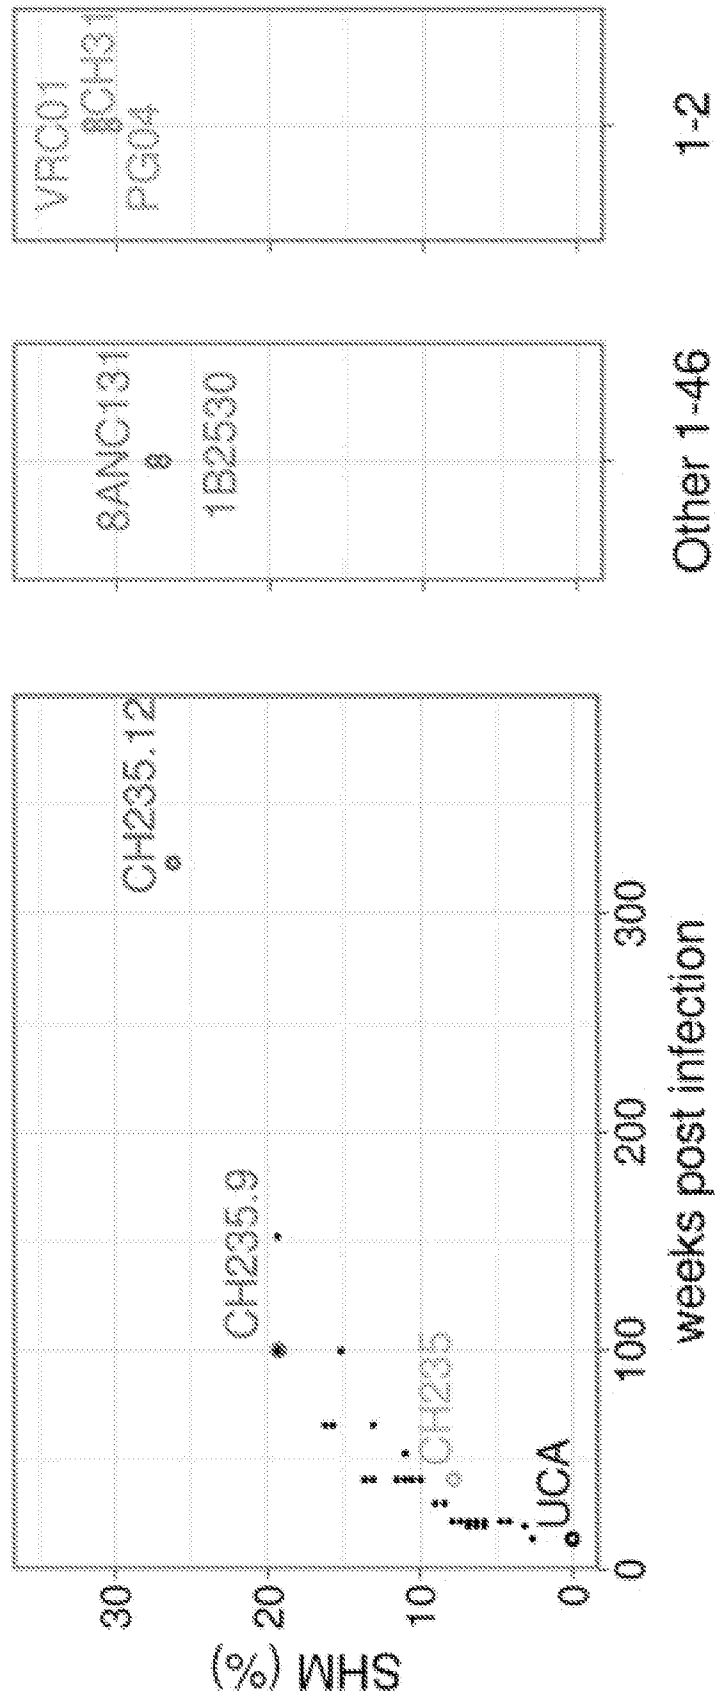 SHM (%)
30
20
10
0
0
100
200
300
weeks post infection
UCA
CH235
CH235.9
CH235.12
8ANC131
1B2530
Other 1-46
VRC01
CH31
PG04
1-2